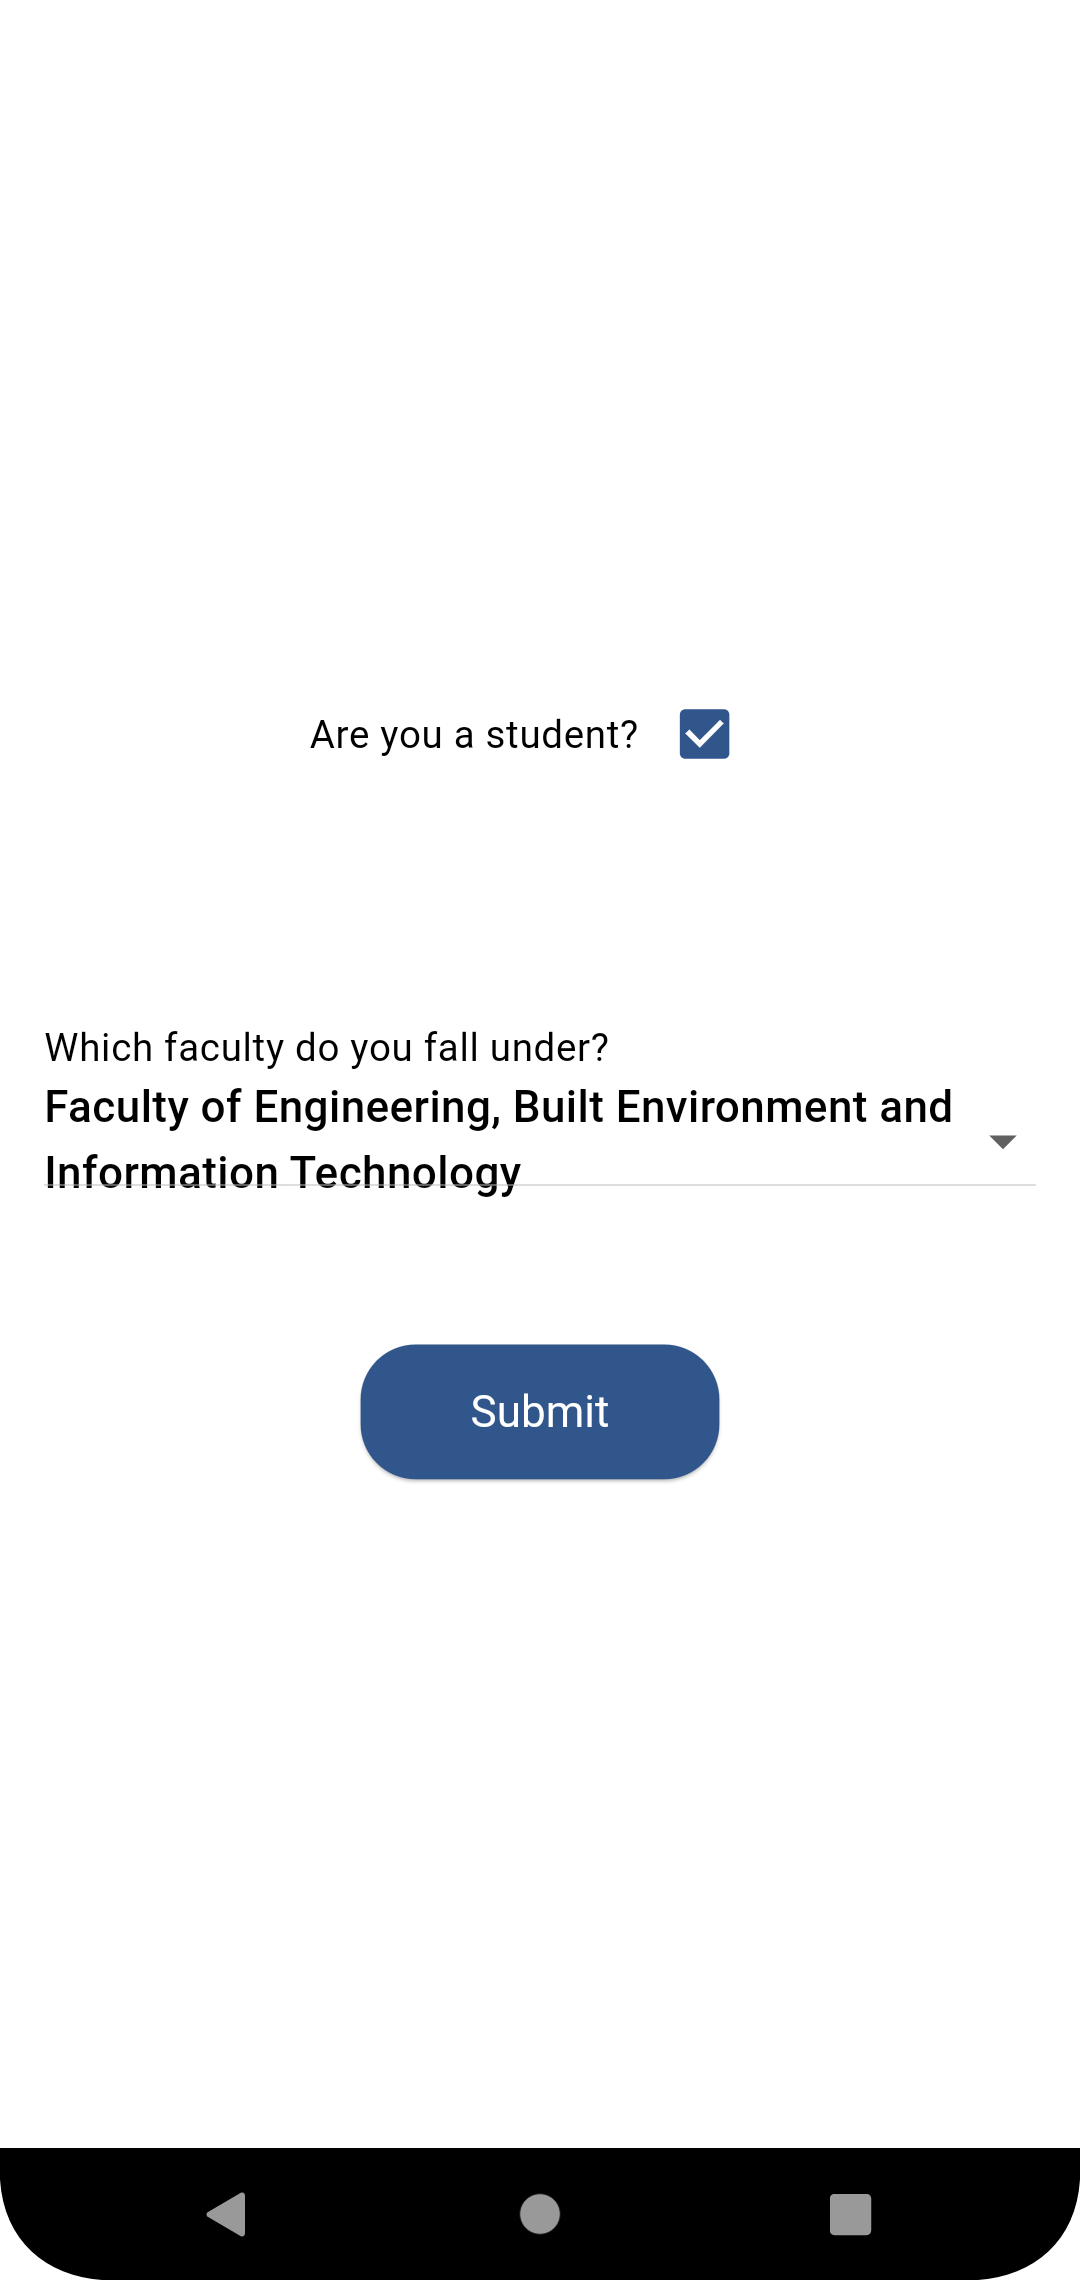 Are you a student?
Which faculty do you fall under?
Faculty of Engineering, Built Environment and
Information Technology
Submit